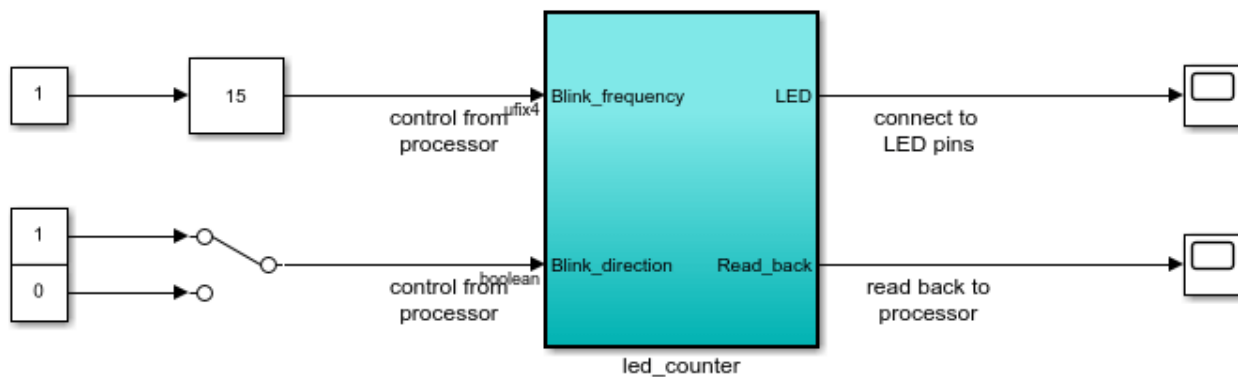 1
15
Blink_frequency
LED
ufix4
control from
processor
connect to
LED pins
1
0
Blink_direction
Read_back
boolean
control from
processor
read back to
processor
led_counter